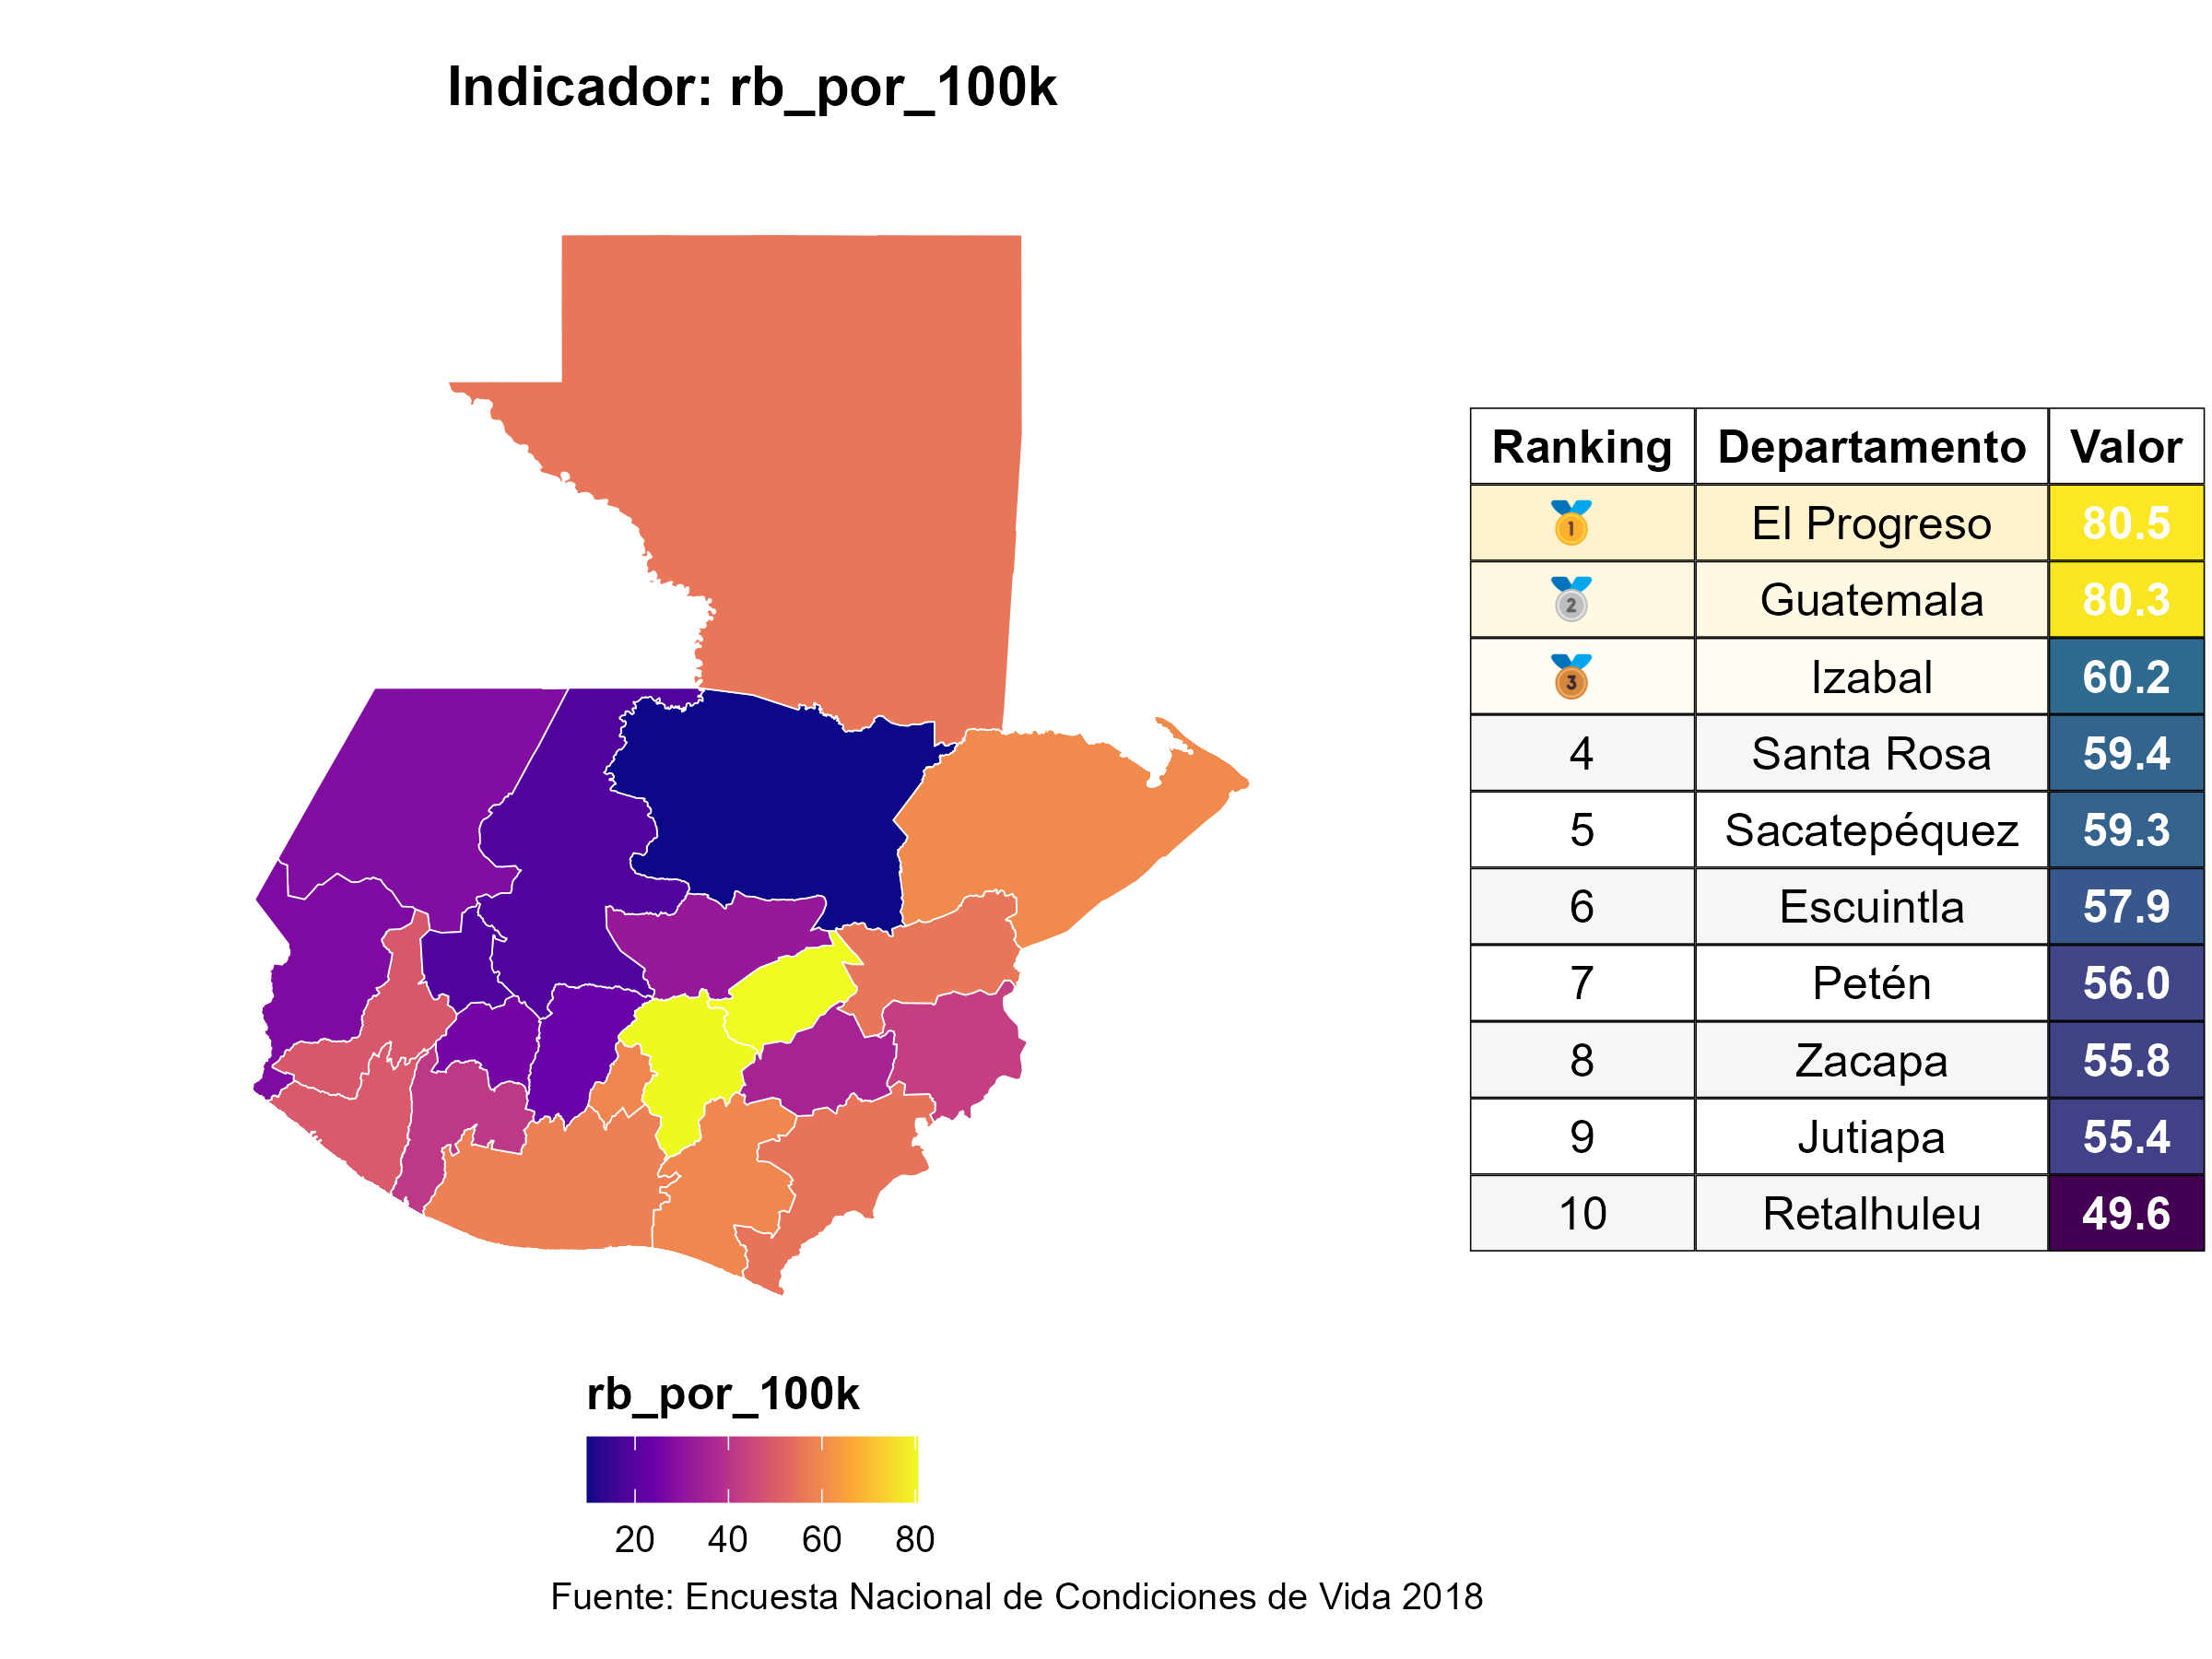 Indicador: rb_por_100k
Ranking Departamento Valor
1 El Progreso 80.5
2 Guatemala 80.3
3 Izabal 60.2
4 Santa Rosa 59.4
5 Sacatepéquez 59.3
6 Escuintla 57.9
7 Petén 56.0
8 Zacapa 55.8
9 Jutiapa 55.4
10 Retalhuleu 49.6
rb_por_100k
20 40 60 80
Fuente: Encuesta Nacional de Condiciones de Vida 2018